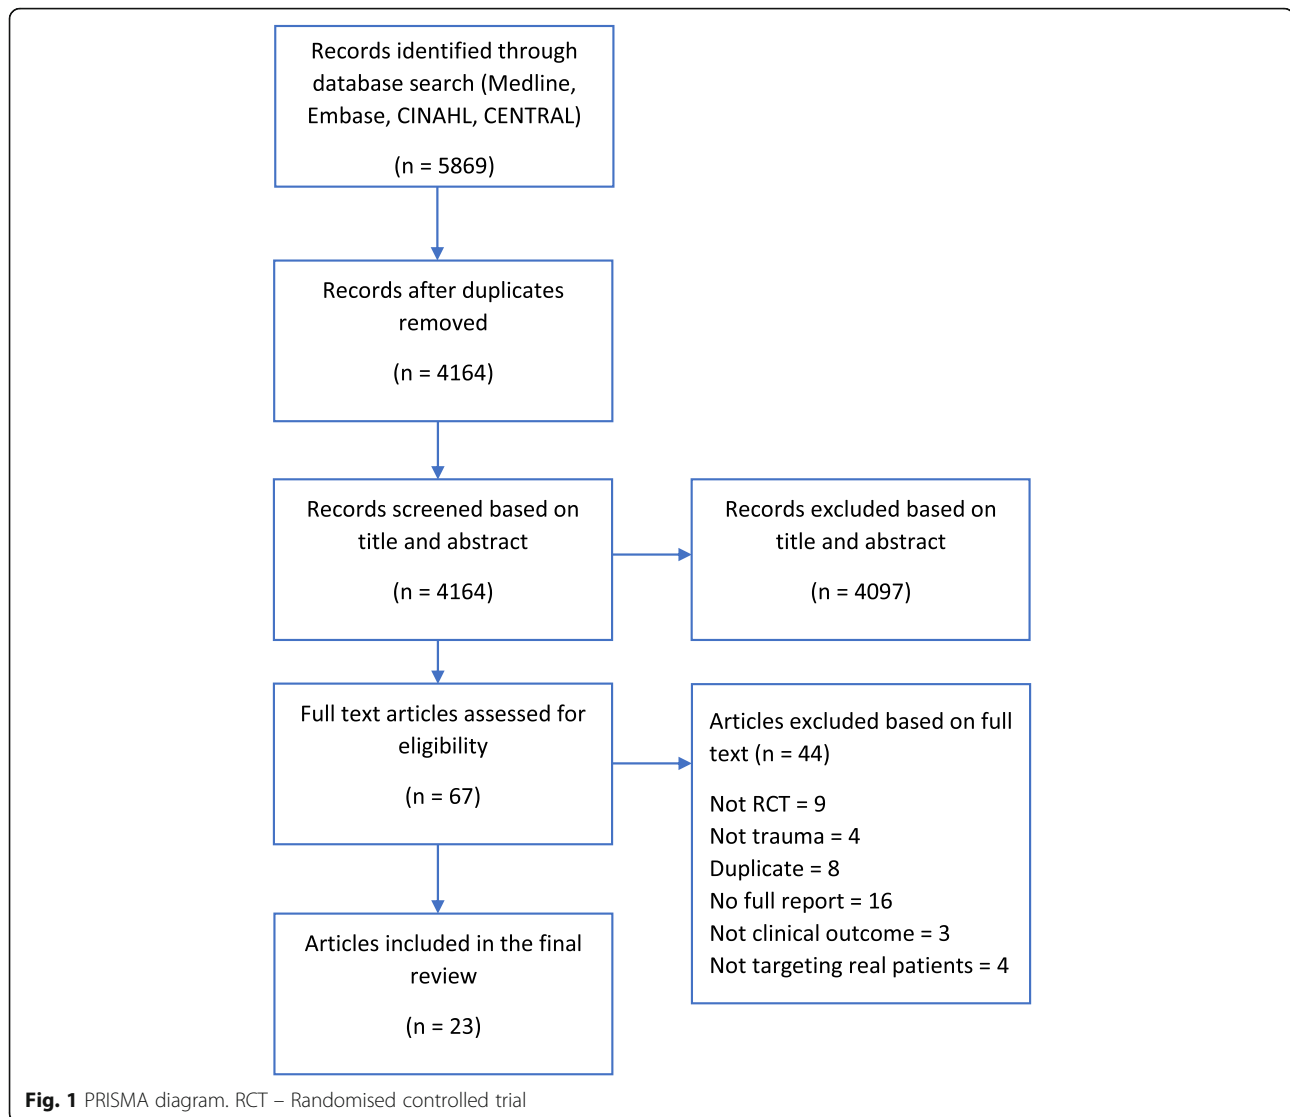 Records identified through
database search (Medline,
Embase, CINAHL, CENTRAL)
(n = 5869)
Records after duplicates
removed
(n = 4164)
Records screened based on
title and abstract
(n = 4164)
Records excluded based on
title and abstract
(n = 4097)
Full text articles assessed for
eligibility
(n = 67)
Articles excluded based on full
text (n = 44)
Not RCT = 9
Not trauma = 4
Duplicate = 8
No full report = 16
Not clinical outcome = 3
Not targeting real patients = 4
Articles included in the final
review
(n = 23)
Fig. 1 PRISMA diagram. RCT – Randomised controlled trial